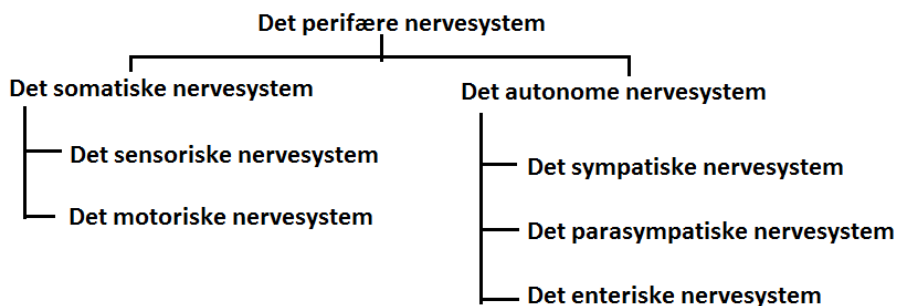 Det perifære nervesystem
Det somatiske nervesystem
Det sensoriske nervesystem
Det motoriske nervesystem
Det autonome nervesystem
Det sympatiske nervesystem
Det parasympatiske nervesystem
Det enteriske nervesystem